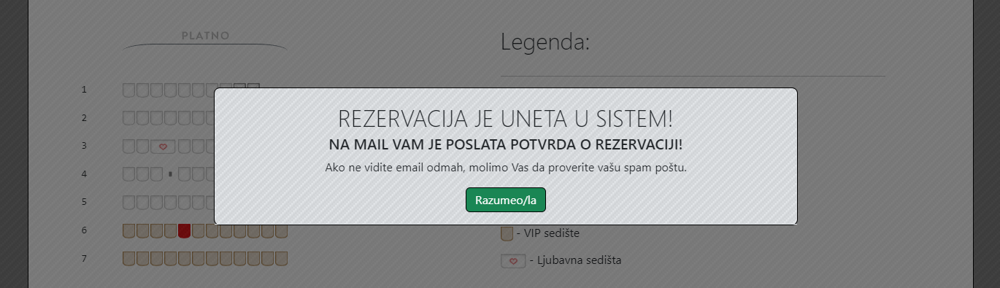 PLATNO
Legenda:
1
2
3
4
5
6
7
REZERVACIJA JE UNETA U SISTEM!
NA MAIL VAM JE POSLATA POTVRDA O REZERVACIJI!
Ako ne vidite email odmah, molimo Vas da proverite vašu spam poštu.
Razumeo/la
- VIP sedište
- Ljubavna sedišta